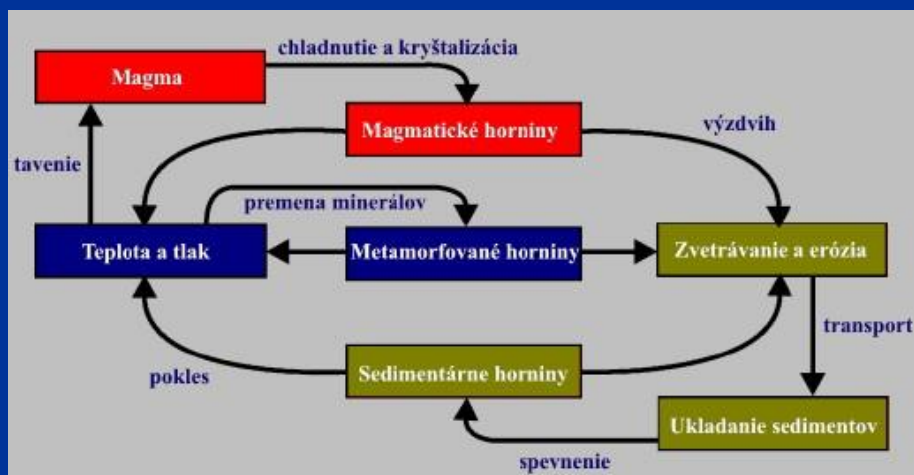 chladnutie a kryštalizácia
Magma
Magmatické horniny
výzdvih
tavenie
premena minerálov
Teplota a tlak
Metamorfované horniny
Zvetrávanie a erózia
transport
pokles
Sedimentárne horniny
Ukladanie sedimentov
spevnenie